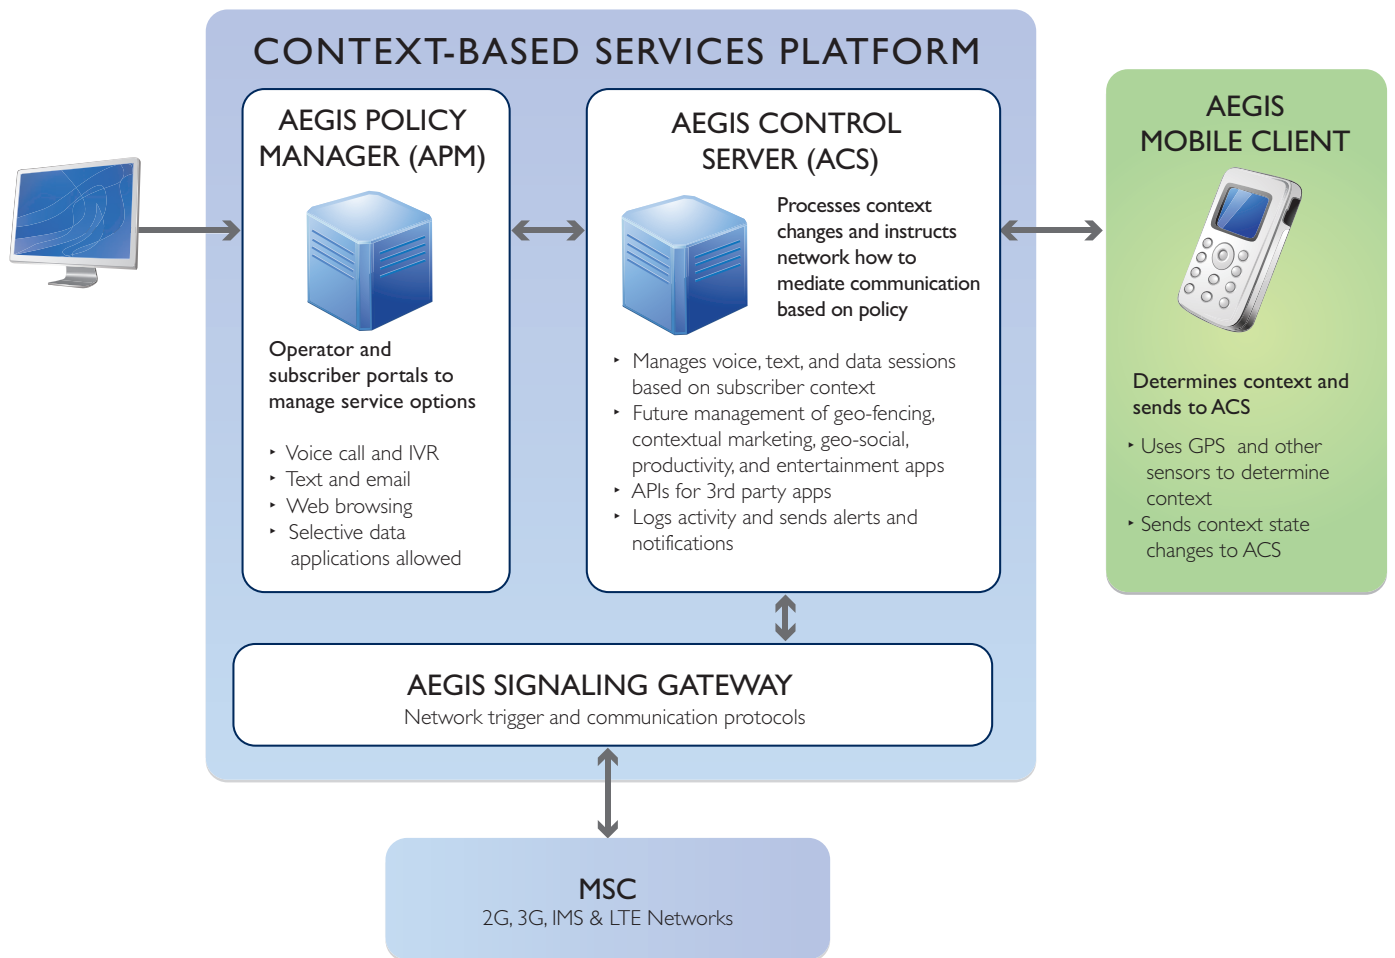 CONTEXT-BASED SERVICES PLATFORM
AEGIS POLICY
MANAGER (APM)
Operator and
subscriber portals to
manage service options
‣ Voice call and IVR
‣ Text and email
‣ Web browsing
‣ Selective data
applications allowed
AEGIS CONTROL
SERVER (ACS)
Processes context
changes and instructs
network how to
mediate communication
based on policy
‣ Manages voice, text, and data sessions
based on subscriber context
‣ Future management of geo-fencing,
contextual marketing, geo-social,
productivity, and entertainment apps
‣ APIs for 3rd party apps
‣ Logs activity and sends alerts and
notifications
AEGIS
MOBILE CLIENT
Determines context and
sends to ACS
‣ Uses GPS and other
sensors to determine
context
‣ Sends context state
changes to ACS
AEGIS SIGNALING GATEWAY
Network trigger and communication protocols
MSC
2G, 3G, IMS & LTE Networks